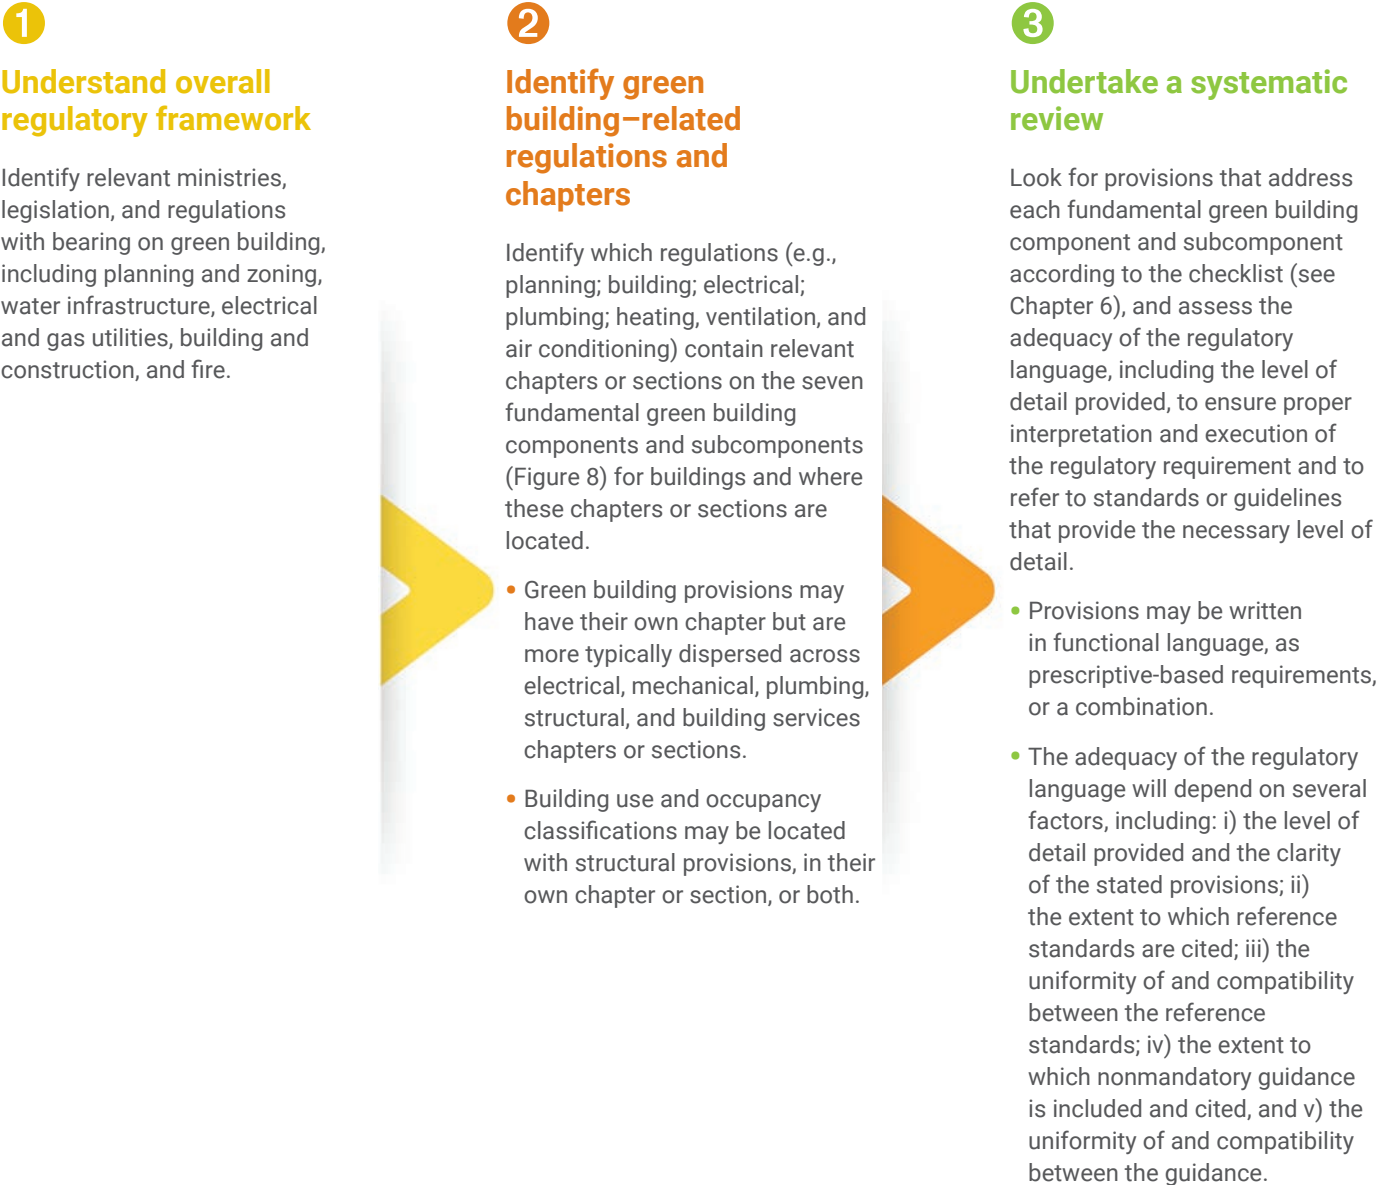 1
Understand overall
regulatory framework
Identify relevant ministries,
legislation, and regulations
with bearing on green building,
including planning and zoning,
water infrastructure, electrical
and gas utilities, building and
construction, and fire.
2
Identify green
building–related
regulations and
chapters
Identify which regulations (e.g.,
planning; building; electrical;
plumbing; heating, ventilation, and
air conditioning) contain relevant
chapters or sections on the seven
fundamental green building
components and subcomponents
(Figure 8) for buildings and where
these chapters or sections are
located.
• Green building provisions may
have their own chapter but are
more typically dispersed across
electrical, mechanical, plumbing,
structural, and building services
chapters or sections.
• Building use and occupancy
classifications may be located
with structural provisions, in their
own chapter or section, or both.
3
Undertake a systematic
review
Look for provisions that address
each fundamental green building
component and subcomponent
according to the checklist (see
Chapter 6), and assess the
adequacy of the regulatory
language, including the level of
detail provided, to ensure proper
interpretation and execution of
the regulatory requirement and to
refer to standards or guidelines
that provide the necessary level of
detail.
• Provisions may be written
in functional language, as
prescriptive-based requirements,
or a combination.
• The adequacy of the regulatory
language will depend on several
factors, including: i) the level of
detail provided and the clarity
of the stated provisions; ii)
the extent to which reference
standards are cited; iii) the
uniformity of and compatibility
between the reference
standards; iv) the extent to
which nonmandatory guidance
is included and cited, and v) the
uniformity of and compatibility
between the guidance.